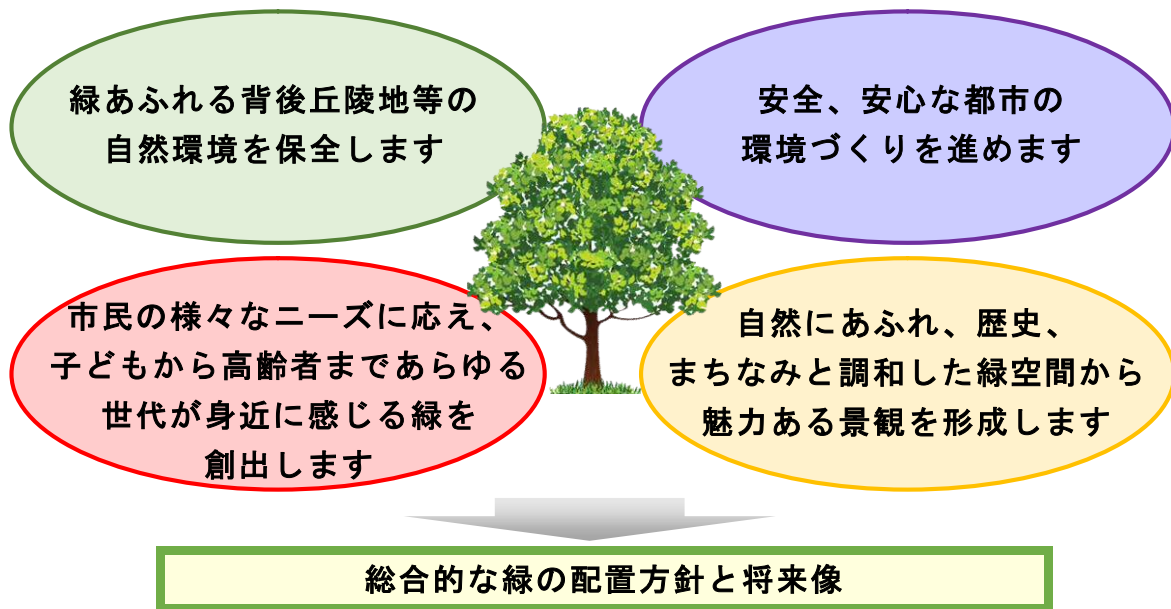 緑あふれる背後丘陵地等の
自然環境を保全します
安全、安心な都市の
環境づくりを進めます
市民の様々なニーズに応え、
子どもから高齢者まであらゆる
世代が身近に感じる緑を
創出します
自然にあふれ、歴史、
まちなみと調和した緑空間から
魅力ある景観を形成します
総合的な緑の配置方針と将来像